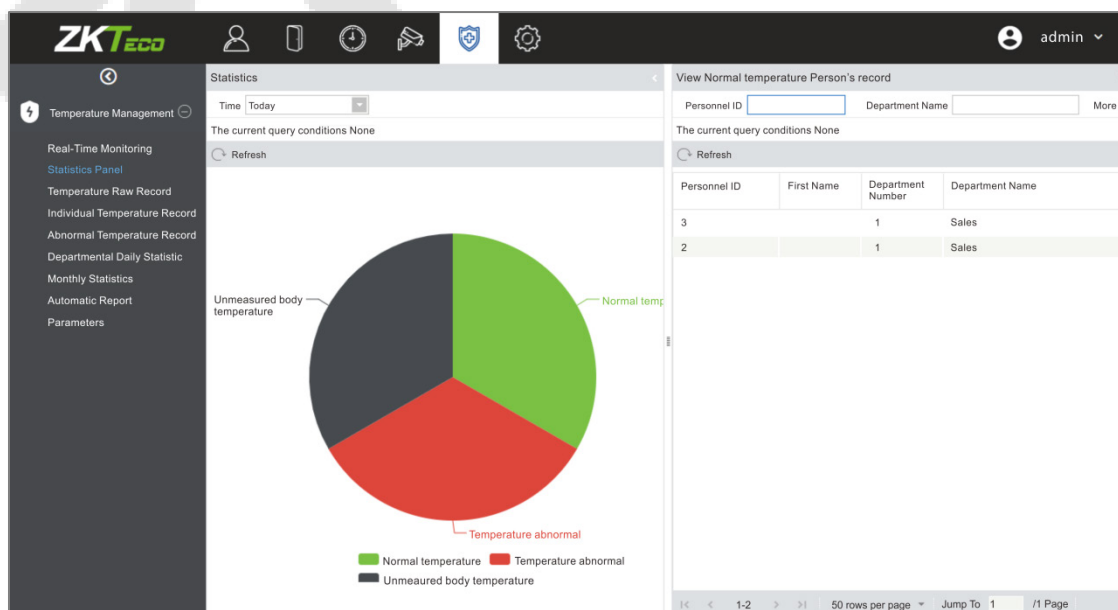 ZKTECO
admin
Temperature Management
Real-Time Monitoring
Statistics Panel
Temperature Raw Record
Individual Temperature Record
Abnormal Temperature Record
Departmental Daily Statistic
Monthly Statistics
Automatic Report
Parameters
Statistics
Time Today
The current query conditions None
Refresh
Unmeasured body
temperature
Normal temp
Temperature abnormal
Normal temperature Temperature abnormal
Unmeaured body temperature
View Normal temperature Person's record
Personnel ID Department Name More
The current query conditions None
Refresh
Personnel ID First Name Department Number Department Name
3 1 Sales
2 1 Sales
1-2 50 rows per page Jump To 1 /1 Page